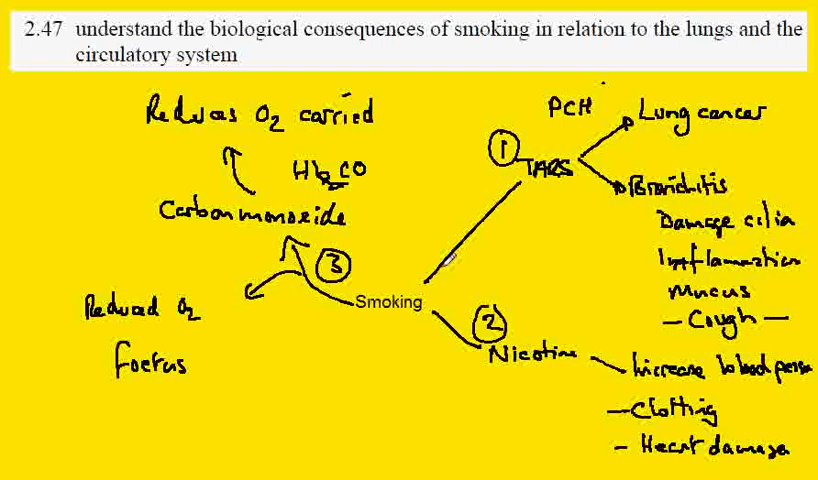 2.47 understand the biological consequences of smoking in relation to the lungs and the
circulatory system
Reduces O2 carried
HbCO
Carbon monoxide
3
Reduced O2
Foetus
Smoking
PCH
1
TARS
Lung cancer
Bronchitis
Damage cilia
Inflamation
Mucus
- Cough -
2
Nicotine
Increase blood
- Clotting
- Heart damage